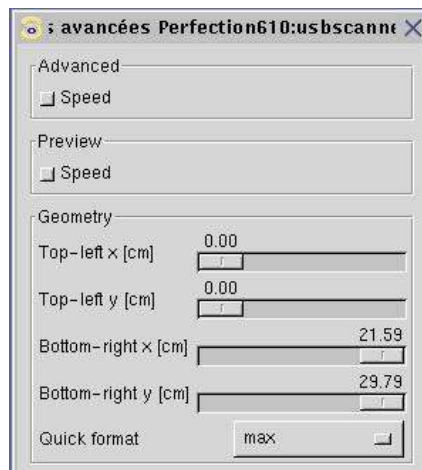 s avancées Perfection610:usbscanne
Advanced
Speed
Preview
Speed
Geometry
0.00
Top-left x [cm]
0.00
Top-left y [cm]
21.59
Bottom-right x [cm]
29.79
Bottom-right y [cm]
Quick format max